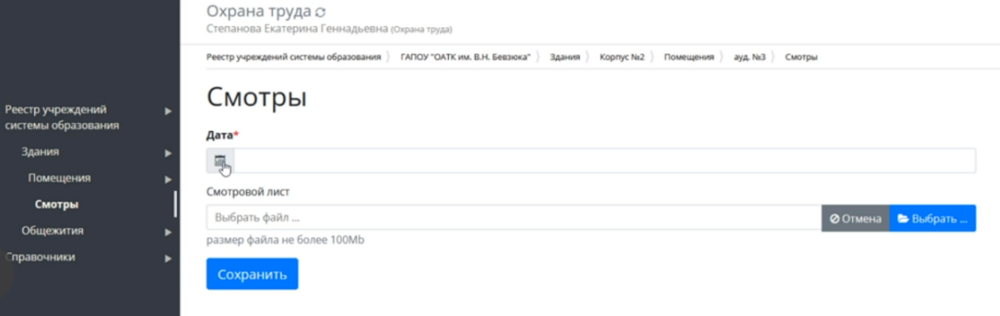 Охрана труда
Степанова Екатерина Геннадьевна (Охрана труда)
Реестр учреждений системы образования 〉 ГАПОУ "ОАТК им. В.Н. Бевзюка" 〉 Здания 〉 Корпус №2 〉 Помещения 〉 ауд. №3 〉 Смотры
Реестр учреждений
системы образования
Здания
Помещения
Смотры
Общежития
Справочники
Смотры
Дата*
Смотровой лист
Выбрать файл ... Отмена Выбрать ...
размер файла не более 100Mb
Сохранить